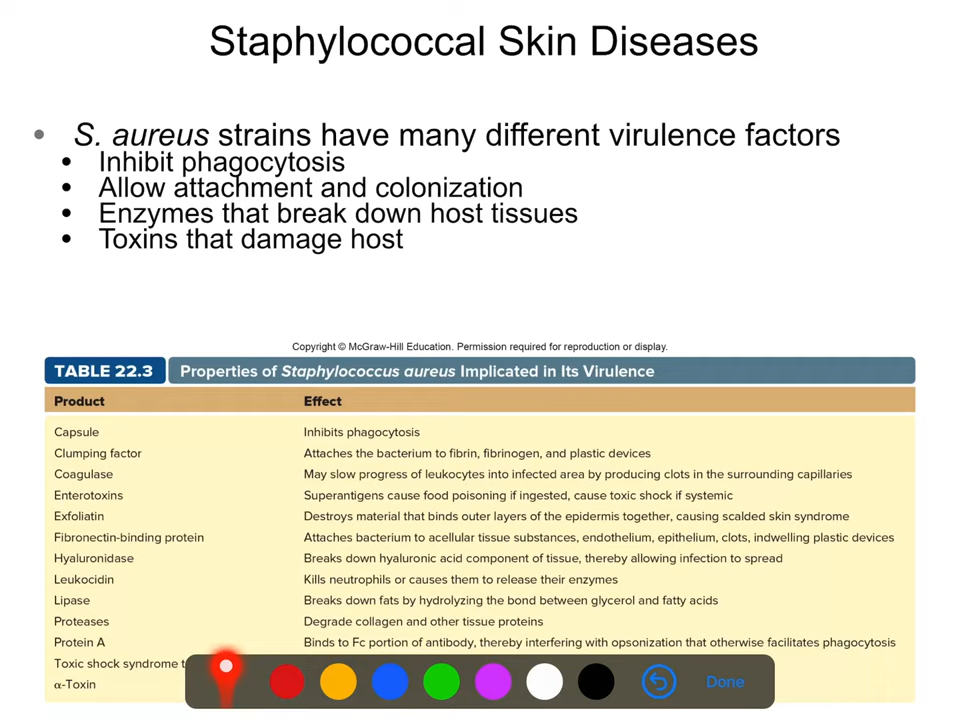 Staphylococcal Skin Diseases
• S. aureus strains have many different virulence factors
• Inhibit phagocytosis
• Allow attachment and colonization
• Enzymes that break down host tissues
• Toxins that damage host
Copyright © McGraw-Hill Education. Permission required for reproduction or display.
TABLE 22.3 Properties of Staphylococcus aureus Implicated in Its Virulence
Product Effect
Capsule Inhibits phagocytosis
Clumping factor Attaches the bacterium to fibrin, fibrinogen, and plastic devices
Coagulase May slow progress of leukocytes into infected area by producing clots in the surrounding capillaries
Enterotoxins Superantigens cause food poisoning if ingested, cause toxic shock if systemic
Exfoliatin Destroys material that binds outer layers of the epidermis together, causing scalded skin syndrome
Fibronectin-binding protein Attaches bacterium to acellular tissue substances, endothelium, epithelium, clots, indwelling plastic devices
Hyaluronidase Breaks down hyaluronic acid component of tissue, thereby allowing infection to spread
Leukocidin Kills neutrophils or causes them to release their enzymes
Lipase Breaks down fats by hydrolyzing the bond between glycerol and fatty acids
Proteases Degrade collagen and other tissue proteins
Protein A Binds to Fc portion of antibody, thereby interfering with opsonization that otherwise facilitates phagocytosis
Toxic shock syndrome
α-Toxin
Done